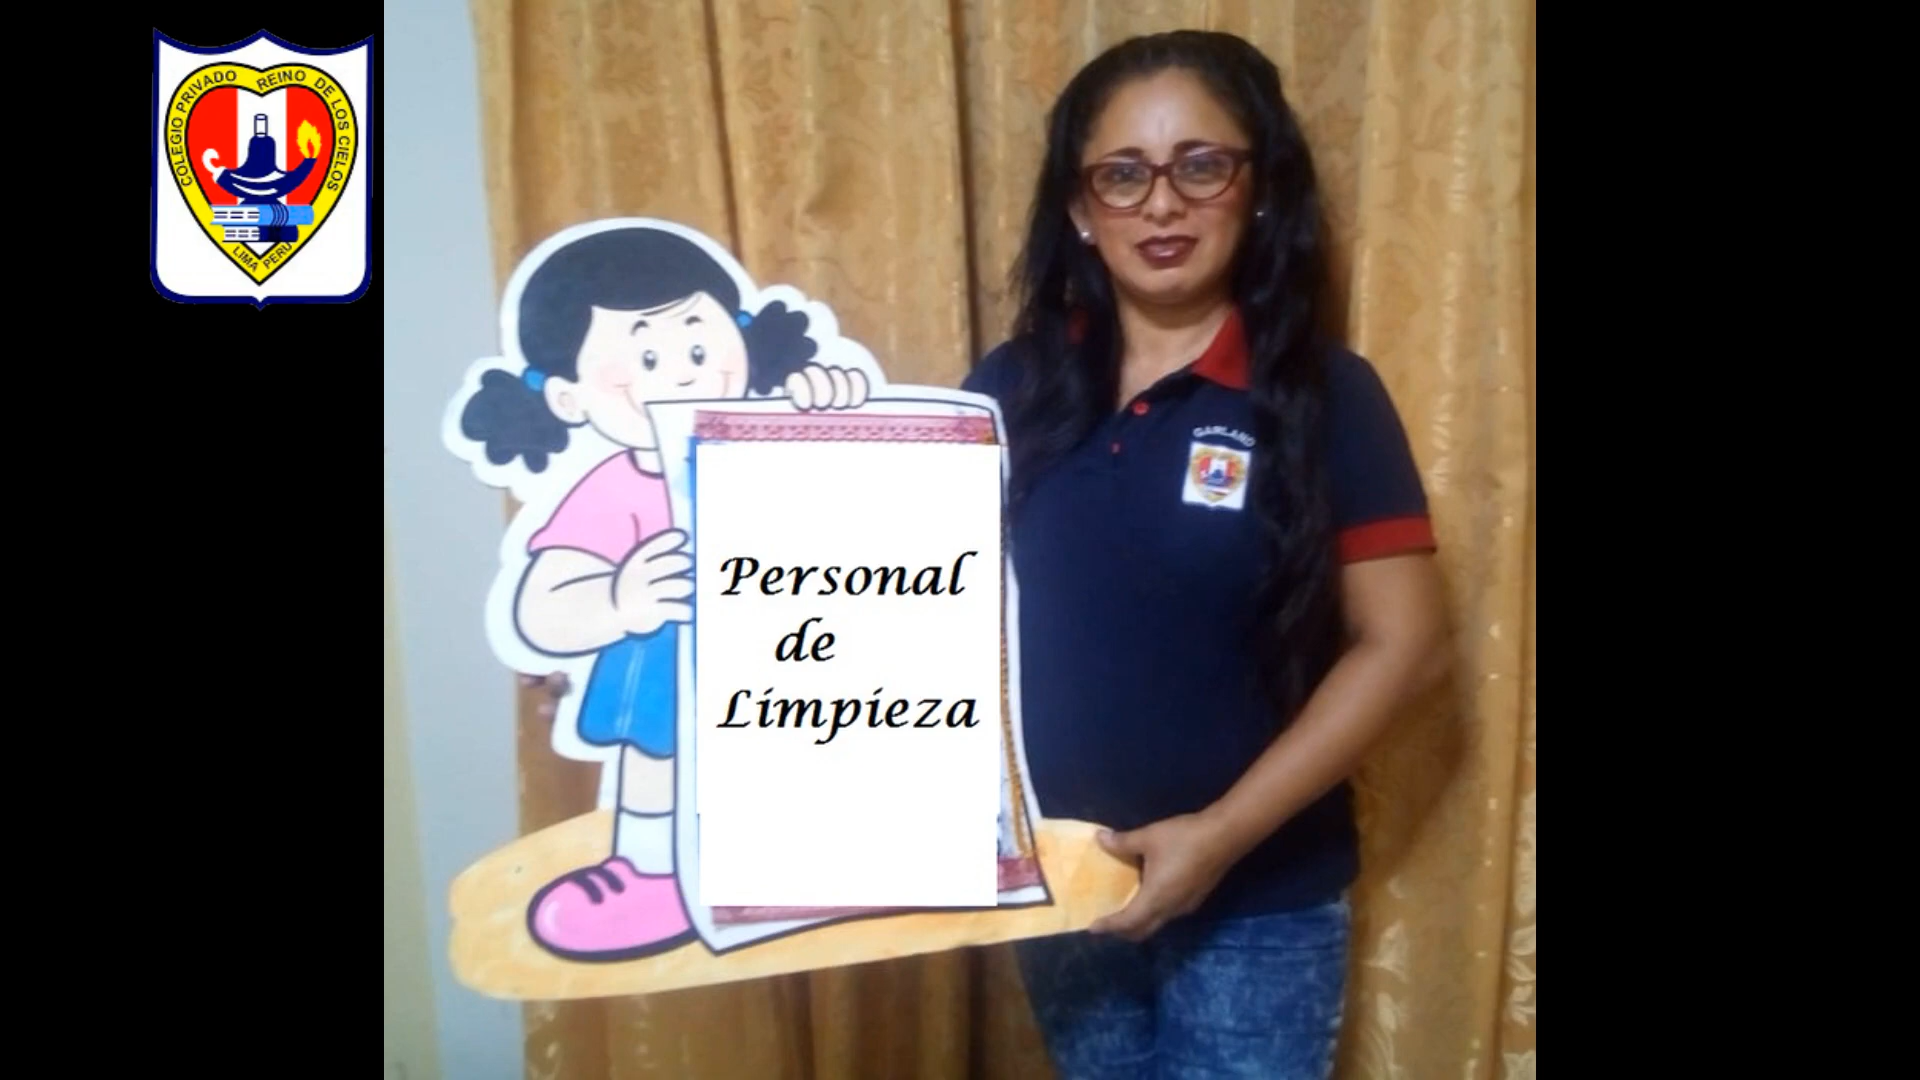 COLEGIO PRIVADO REINO DE LOS CIELOS
LIMA PERU
GARLAND
Personal
de
Limpieza